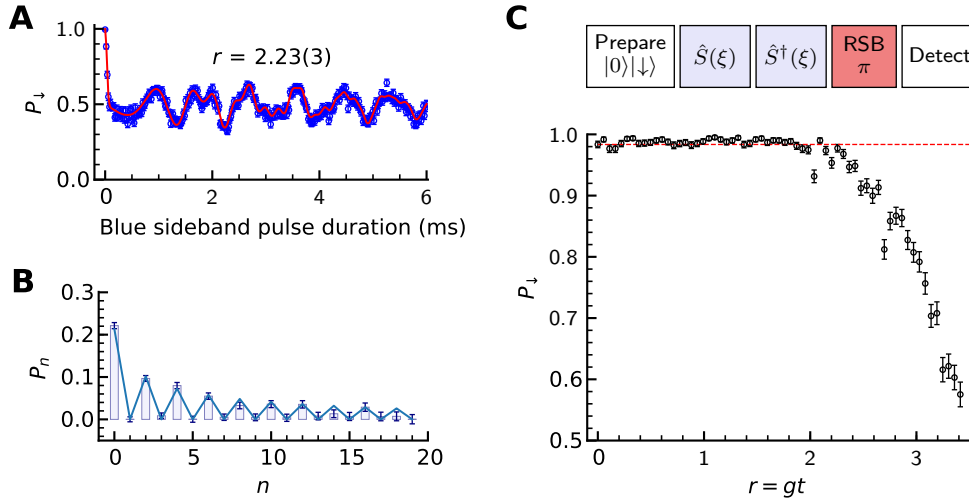 A
1.0
0.5
0.0
P↓
r = 2.23(3)
0 2 4 6
Blue sideband pulse duration (ms)
B
0.3
0.2
0.1
0.0
Pₙ
0 5 10 15 20
n
C
Prepare
|0⟩|↓⟩
Ŝ(ξ)
Ŝ†(ξ)
RSB
π
Detect
1.0
0.9
0.8
0.7
0.6
0.5
P↓
0 1 2 3
r = gt